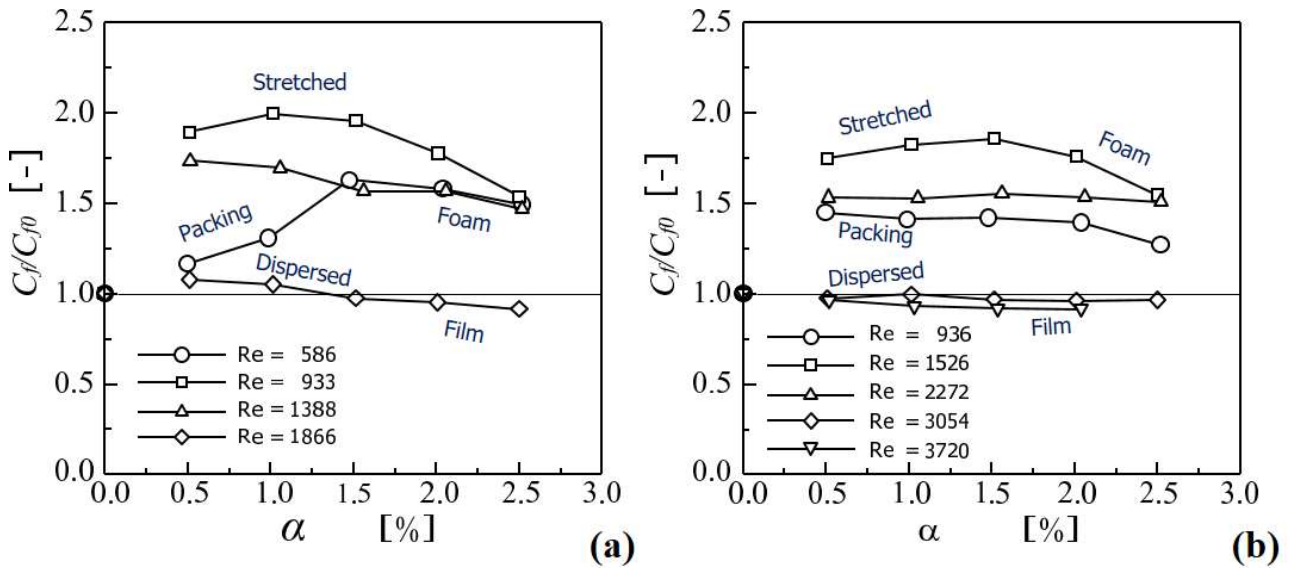 2.5
2.0
1.5
1.0
0.5
0.0
Cf/Cf0 [-]
Stretched
Packing
Foam
Dispersed
Film
Re = 586
Re = 933
Re = 1388
Re = 1866
0.0 0.5 1.0 1.5 2.0 2.5 3.0
α [%]
(a)
2.5
2.0
1.5
1.0
0.5
0.0
Cf/Cf0 [-]
Stretched
Foam
Packing
Dispersed
Film
Re = 936
Re = 1526
Re = 2272
Re = 3054
Re = 3720
0.0 0.5 1.0 1.5 2.0 2.5 3.0
α [%]
(b)